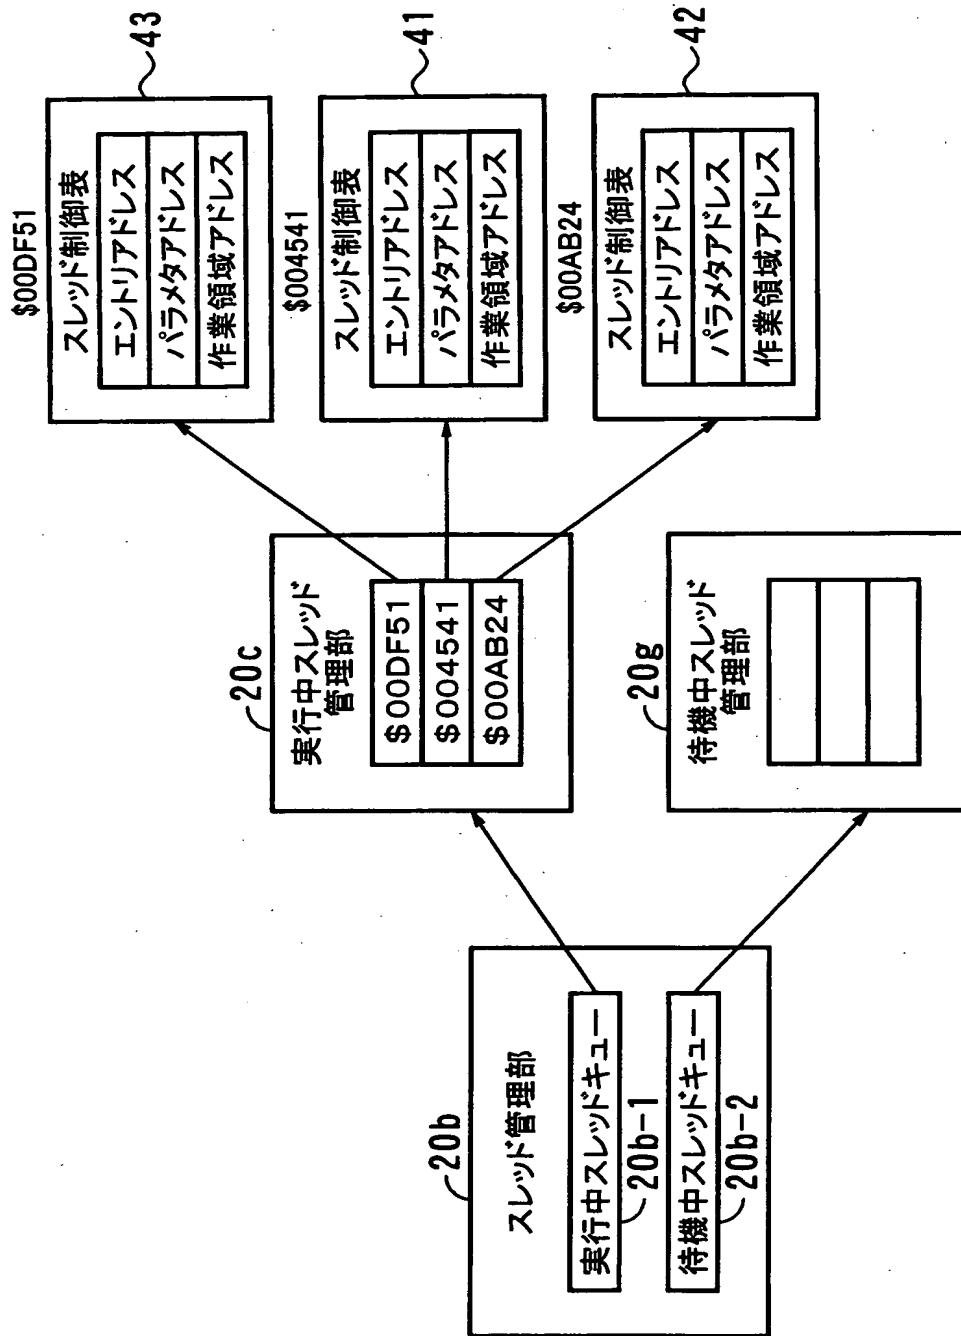 20b
スレッド管理部
実行中スレッドキュー
20b-1
待機中スレッドキュー
20b-2
20c
実行中スレッド
管理部
$00DF51
$004541
$00AB24
20g
待機中スレッド
管理部
$00DF51
スレッド制御表
エントリアドレス
パラメタアドレス
作業領域アドレス
43
$004541
スレッド制御表
エントリアドレス
パラメタアドレス
作業領域アドレス
41
$00AB24
スレッド制御表
エントリアドレス
パラメタアドレス
作業領域アドレス
42